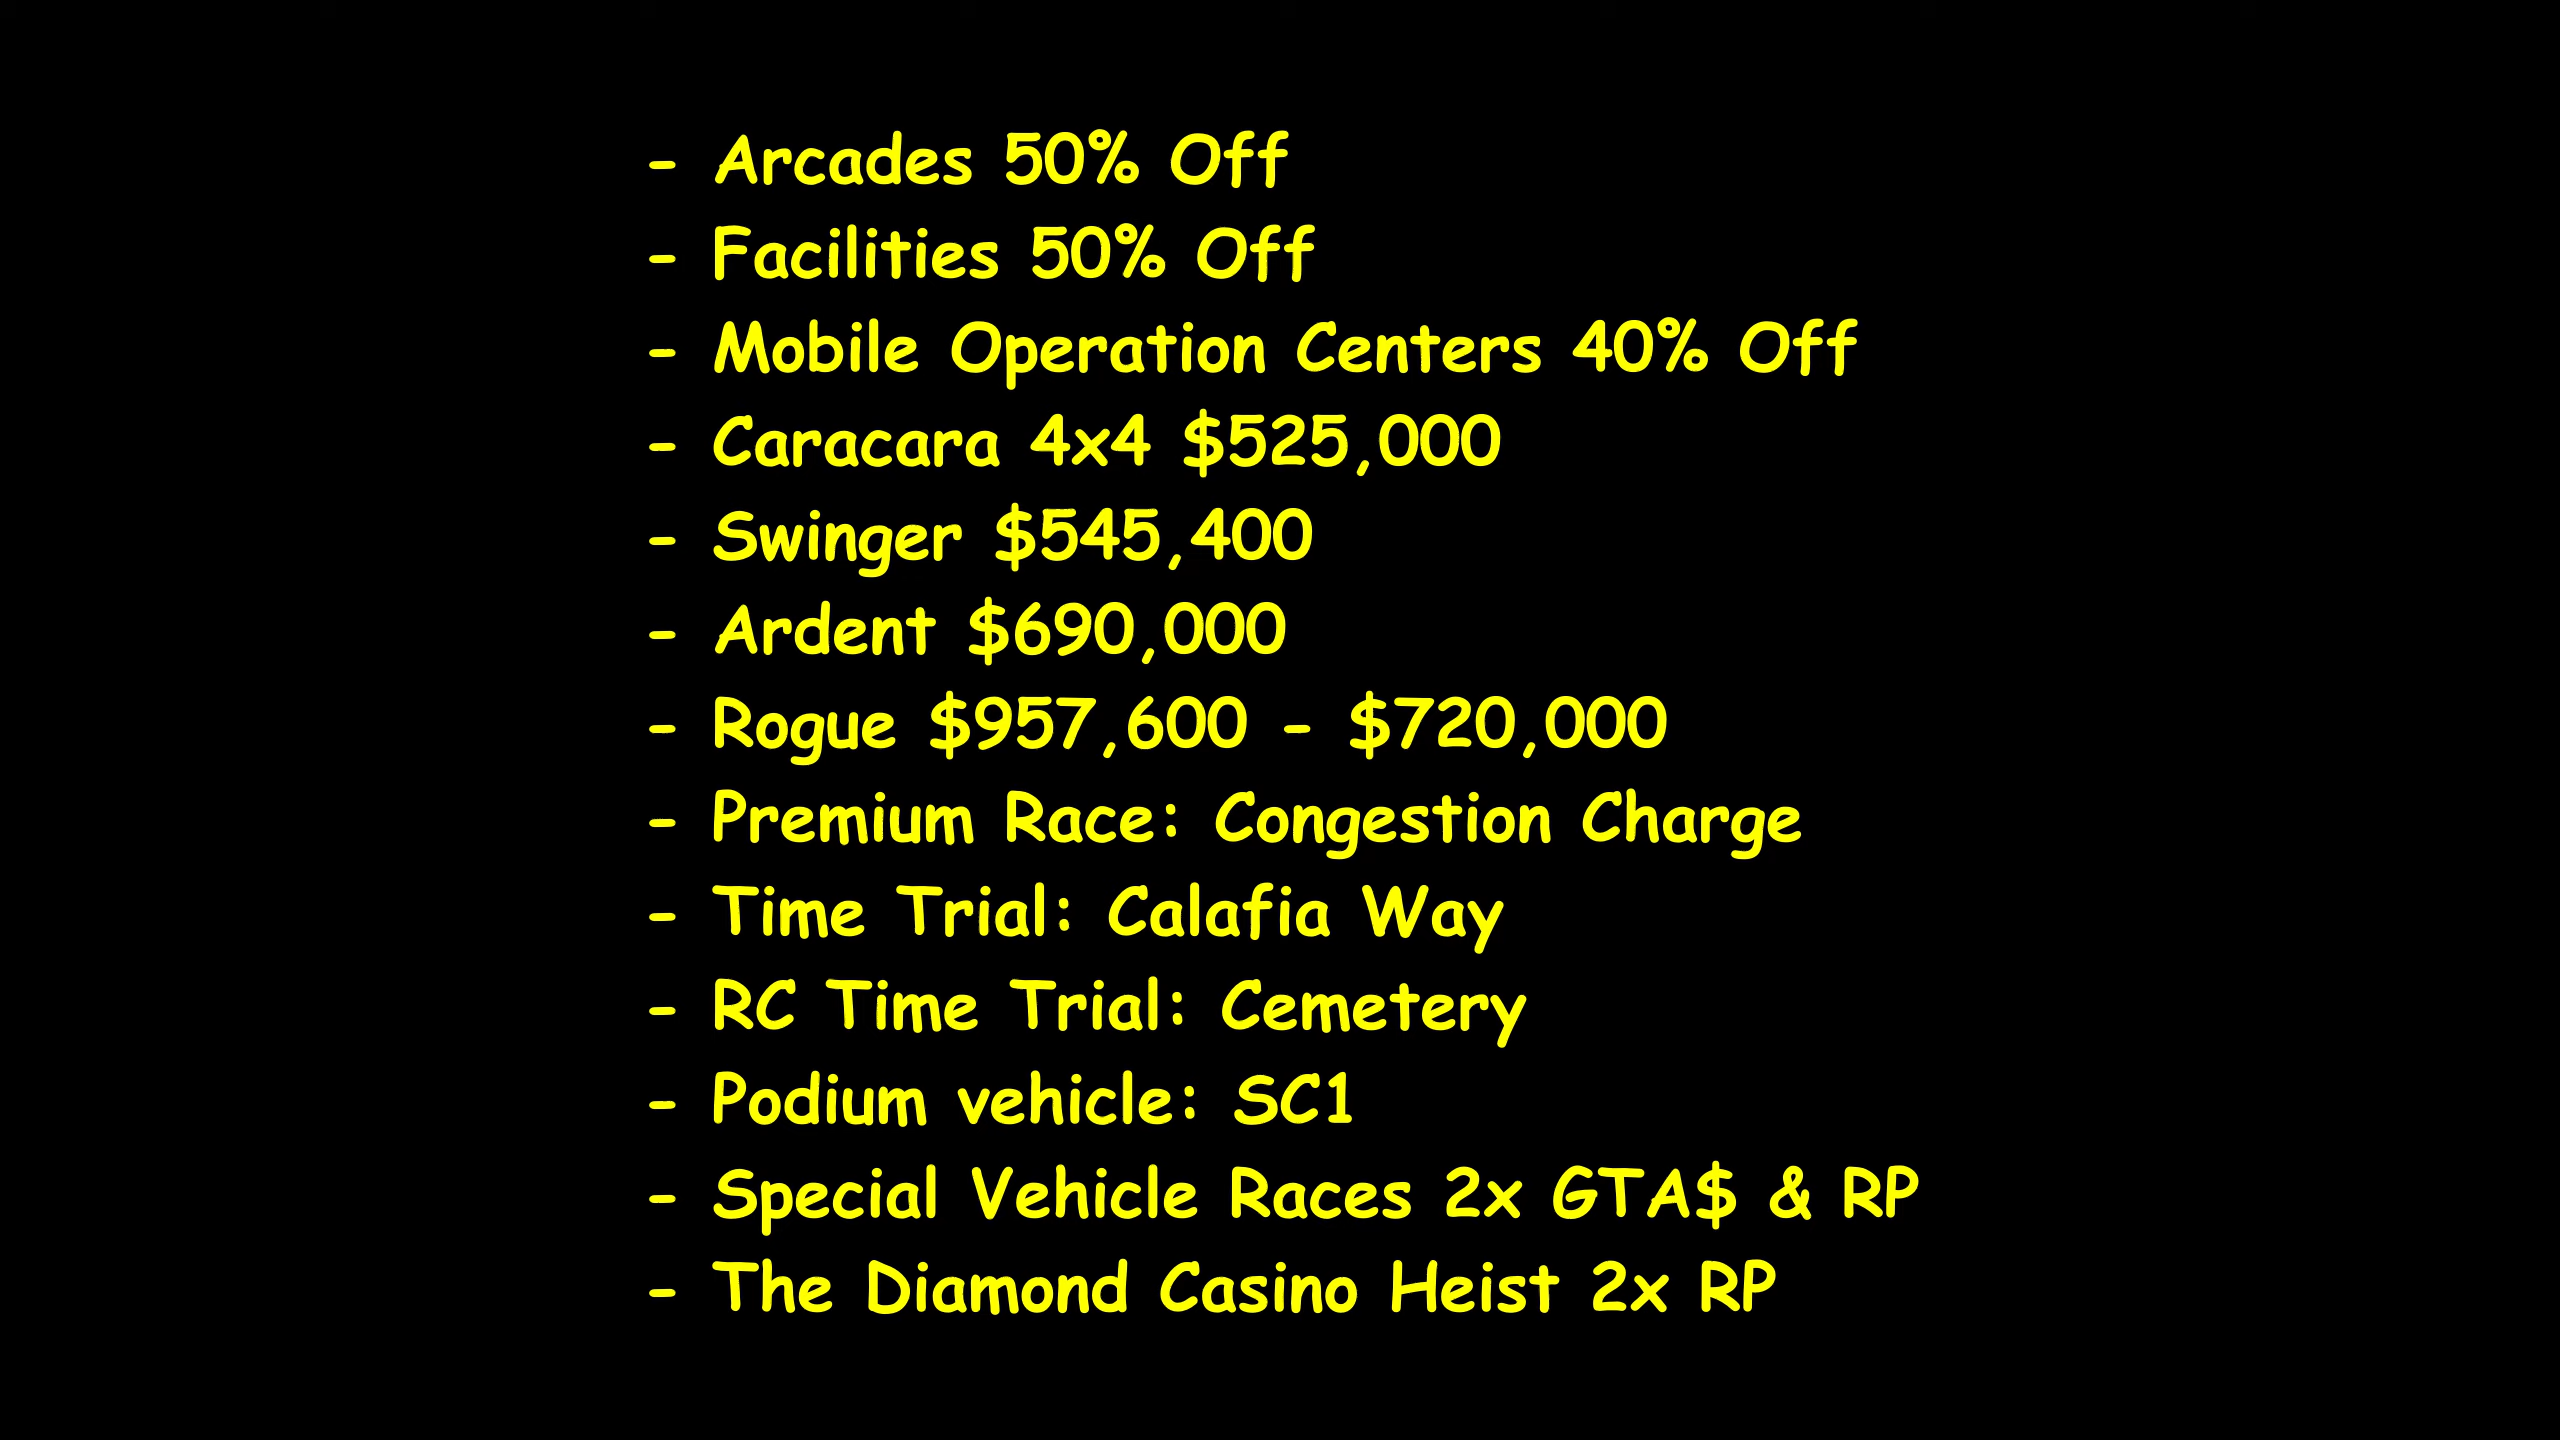 - Arcades 50% Off
- Facilities 50% Off
- Mobile Operation Centers 40% Off
- Caracara 4x4 $525,000
- Swinger $545,400
- Ardent $690,000
- Rogue $957,600 - $720,000
- Premium Race: Congestion Charge
- Time Trial: Calafia Way
- RC Time Trial: Cemetery
- Podium vehicle: SC1
- Special Vehicle Races 2x GTA$ & RP
- The Diamond Casino Heist 2x RP